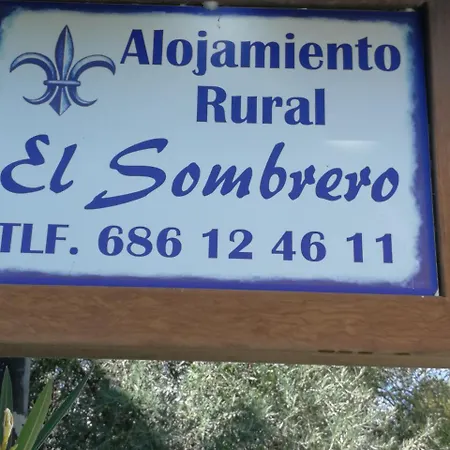 Alojamiento
Rural
El Sombrero
TLF. 686 12 46 11